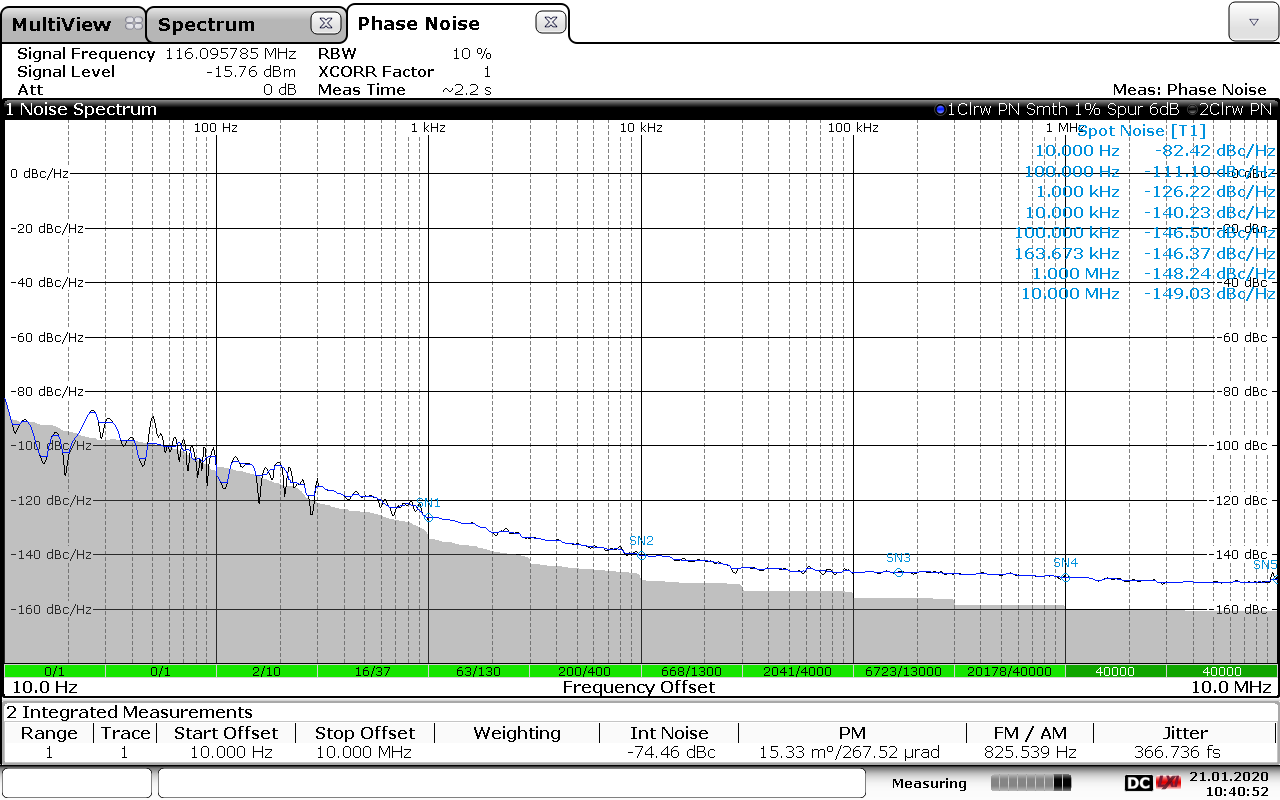 MultiView Spectrum Phase Noise
Signal Frequency 116.095785 MHz RBW 10 %
Signal Level -15.76 dBm XCORR Factor 1
Att 0 dB Meas Time ~2.2 s Meas: Phase Noise
1 Noise Spectrum 1Clrw PN Smth 1% Spur 6dB 2Clrw PN
100 Hz 1 kHz 10 kHz 100 kHz 1 MHz
Spot Noise [T1]
10.000 Hz -82.42 dBc/Hz
100.000 Hz -111.10 dBc/Hz
1.000 kHz -126.22 dBc/Hz
10.000 kHz -140.23 dBc/Hz
100.000 kHz -146.50 dBc/Hz
163.673 kHz -146.37 dBc/Hz
1.000 MHz -148.24 dBc/Hz
10.000 MHz -149.03 dBc/Hz
0 dBc/Hz 0 dBc
-20 dBc/Hz -20 dBc
-40 dBc/Hz -40 dBc
-60 dBc/Hz -60 dBc
-80 dBc/Hz -80 dBc
-100 dBc/Hz -100 dBc
-120 dBc/Hz -120 dBc
-140 dBc/Hz -140 dBc
-160 dBc/Hz -160 dBc
SN1 SN2 SN3 SN4 SN5
0/1 0/1 2/10 16/37 63/130 200/400 668/1000 2041/4000 6723/13000 20178/40000 40000 40000
10.0 Hz Frequency Offset 10.0 MHz
2 Integrated Measurements
Range Trace Start Offset Stop Offset Weighting Int Noise PM FM / AM Jitter
1 1 10.000 Hz 10.000 MHz -74.46 dBc 15.33 m°/267.52 µrad 825.539 Hz 366.736 fs
Measuring DC 21.01.2020
10:40:52